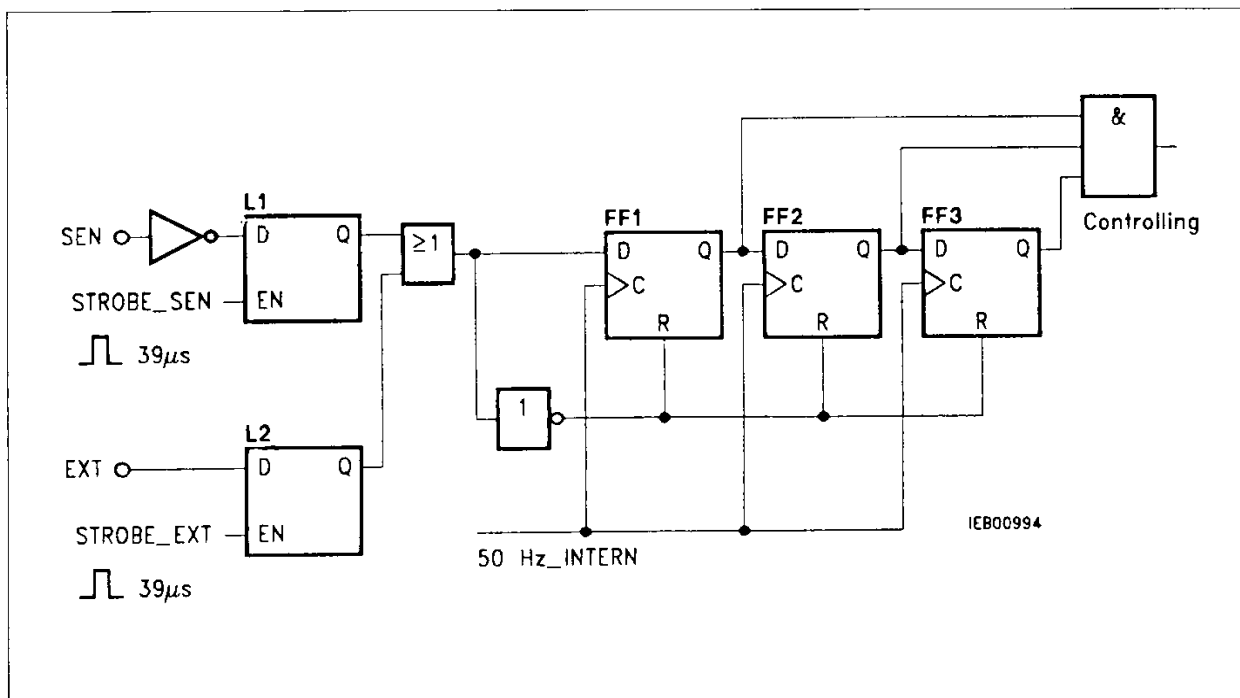 &
Controlling
L1
SEN
D
Q
STROBE_SEN
EN
39µs
≥1
FF1
D
Q
C
R
FF2
D
Q
C
R
FF3
D
Q
C
R
1
L2
EXT
D
Q
STROBE_EXT
EN
39µs
50 Hz_INTERN
IEB00994